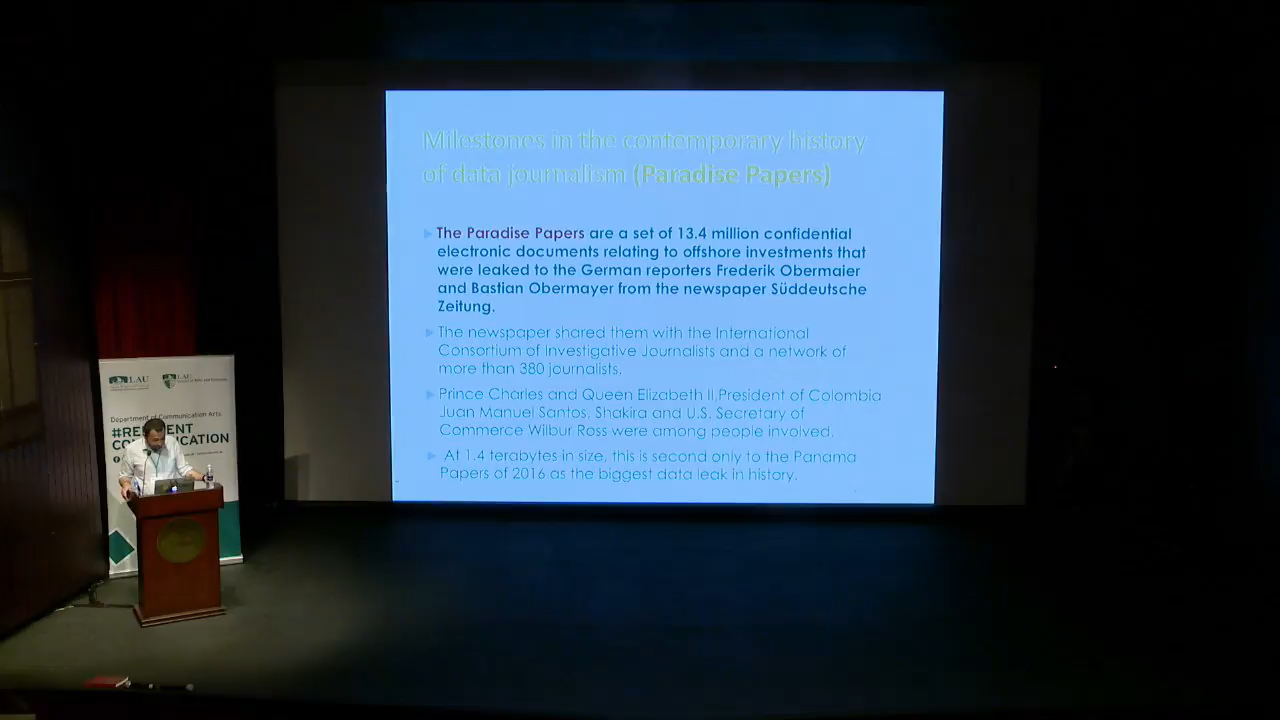 Milestones in the contemporary history
of data journalism (Paradise Papers)
The Paradise Papers are a set of 13.4 million confidential
electronic documents relating to offshore investments that
were leaked to the German reporters Frederik Obermaier
and Bastian Obermayer from the newspaper Süddeutsche
Zeitung.
The newspaper shared them with the International
Consortium of Investigative Journalists and a network of
more than 380 journalists.
Prince Charles and Queen Elizabeth II,President of Colombia
Juan Manuel Santos, Shakira and U.S. Secretary of
Commerce Wilbur Ross were among people involved.
At 1.4 terabytes in size, this is second only to the Panama
Papers of 2016 as the biggest data leak in history.
LAU
LAU
Department of Communication Arts